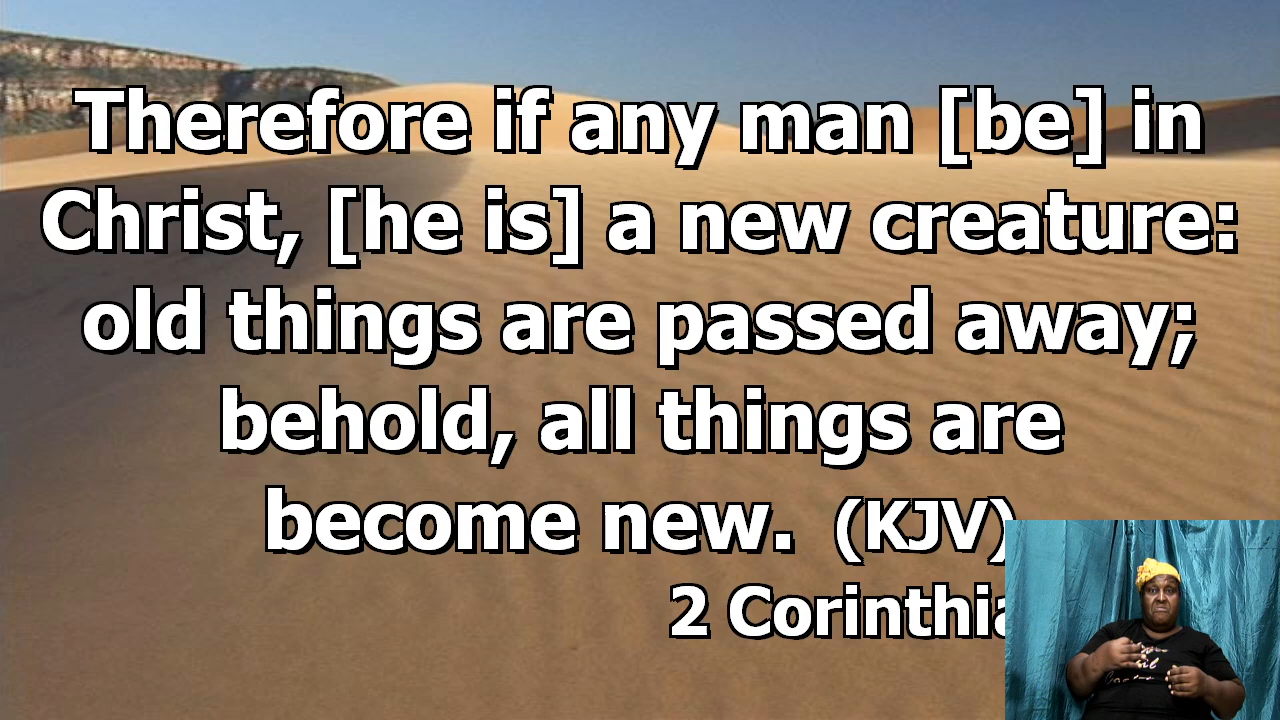 Therefore if any man [be] in
Christ, [he is] a new creature:
old things are passed away;
behold, all things are
become new. (KJV)
2